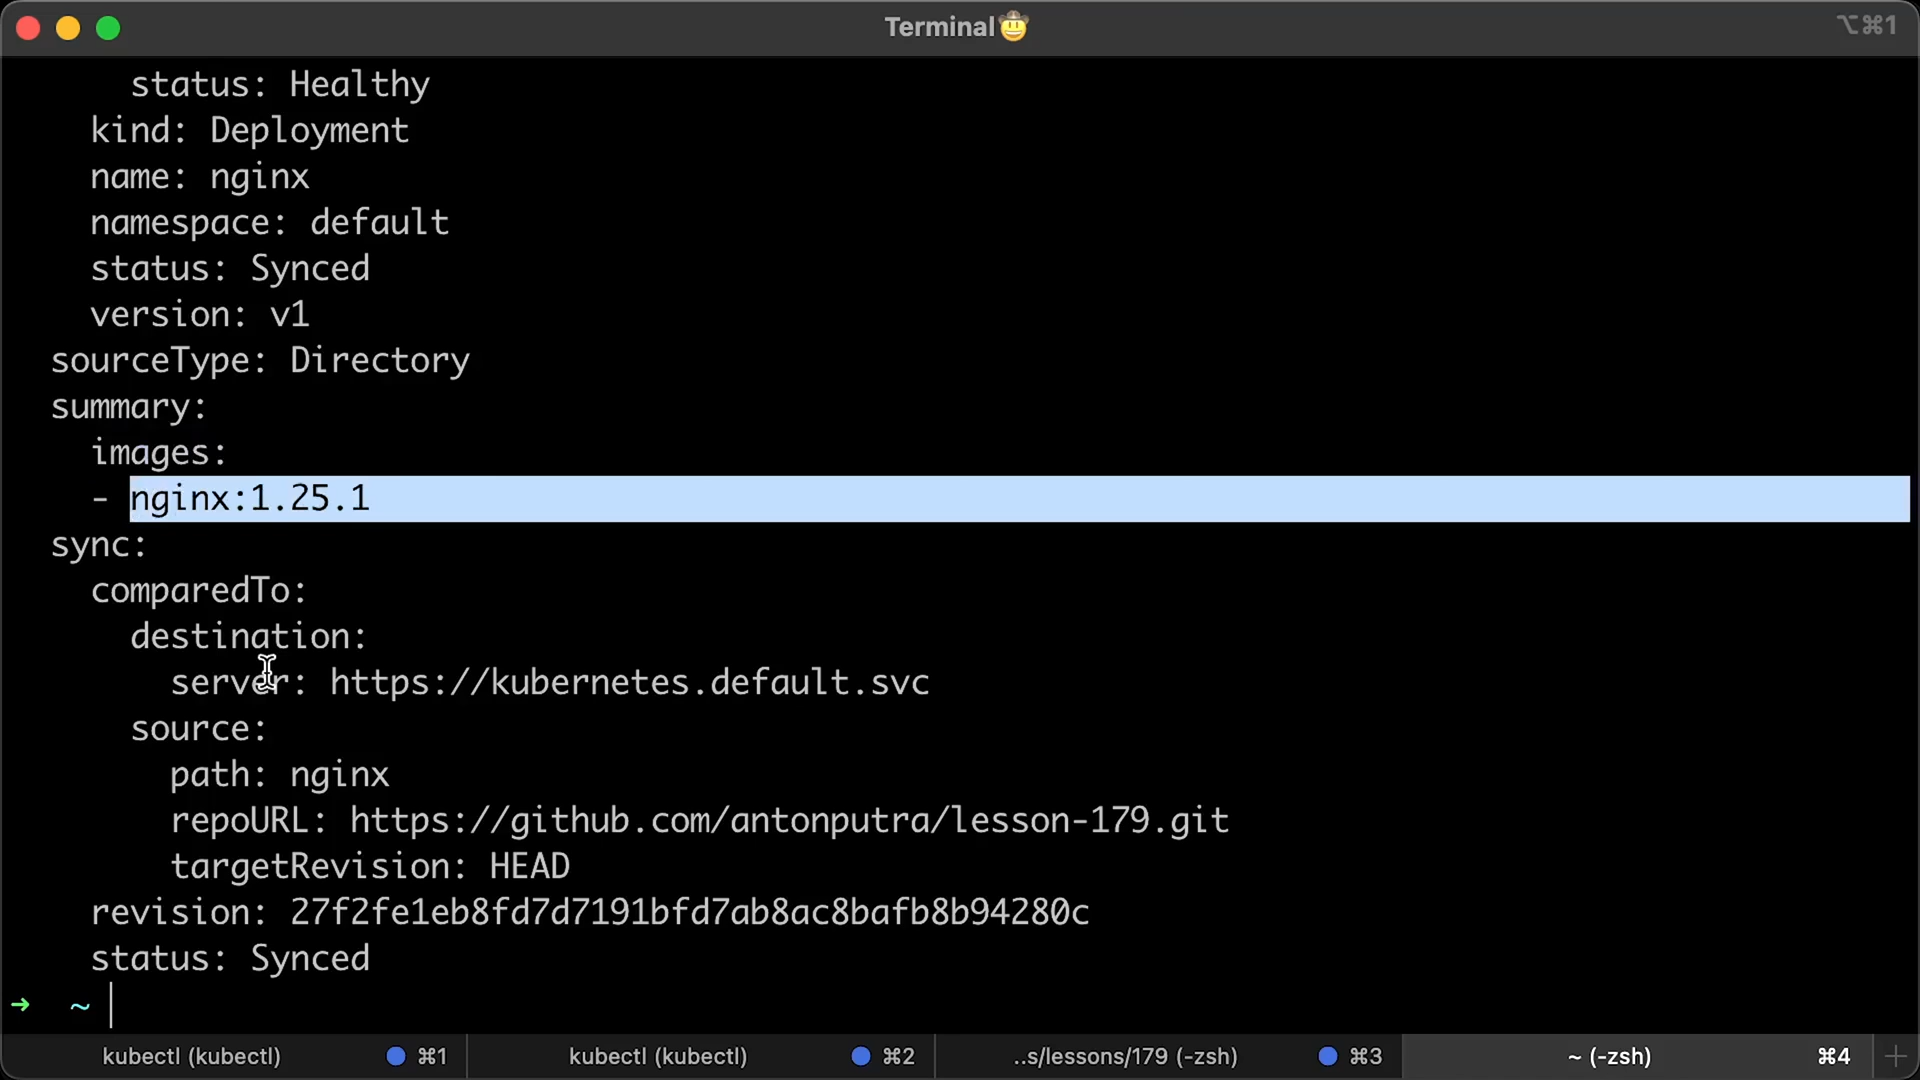 Terminal🤠
⌥⌘1
status: Healthy
kind: Deployment
name: nginx
namespace: default
status: Synced
version: v1
sourceType: Directory
summary:
images:
- nginx:1.25.1
sync:
comparedTo:
destination:
server: https://kubernetes.default.svc
source:
path: nginx
repoURL: https://github.com/antonputra/lesson-179.git
targetRevision: HEAD
revision: 27f2fe1eb8fd7d7191bfd7ab8ac8bafb8b94280c
status: Synced
➜ ~
kubectl (kubectl) ⌘1 kubectl (kubectl) ⌘2 ..s/lessons/179 (-zsh) ⌘3 ~ (-zsh) ⌘4 +